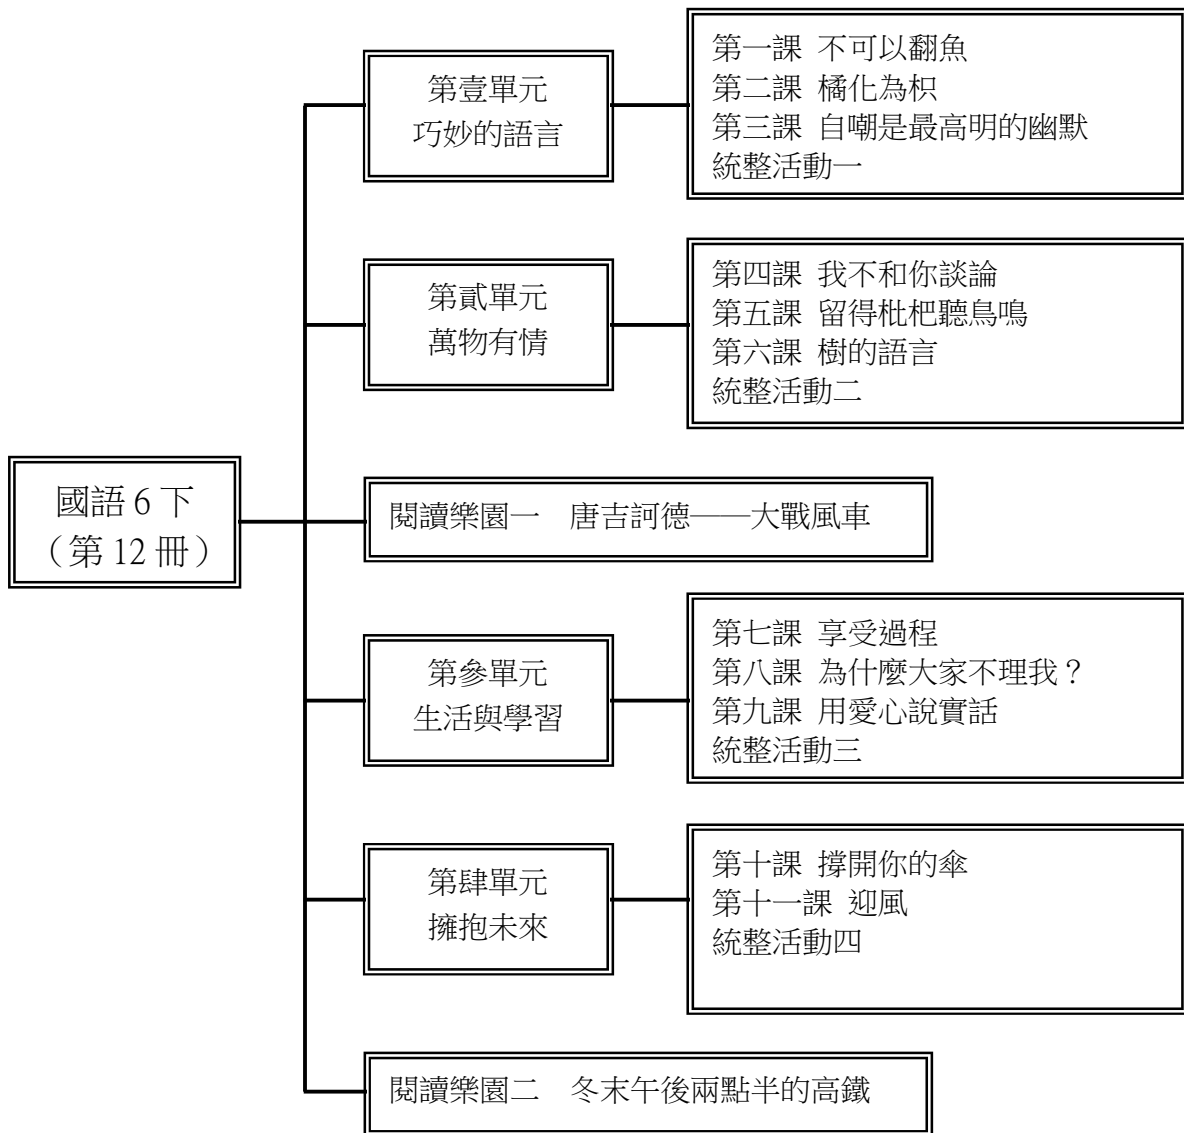 國語 6 下
（第 12 冊）
第壹單元
巧妙的語言
第一課 不可以翻魚
第二課 橘化為枳
第三課 自嘲是最高明的幽默
統整活動一
第貳單元
萬物有情
第四課 我不和你談論
第五課 留得枇杷聽鳥鳴
第六課 樹的語言
統整活動二
閱讀樂園一　唐吉訶德──大戰風車
第參單元
生活與學習
第七課 享受過程
第八課 為什麼大家不理我？
第九課 用愛心說實話
統整活動三
第肆單元
擁抱未來
第十課 撐開你的傘
第十一課 迎風
統整活動四
閱讀樂園二　冬末午後兩點半的高鐵